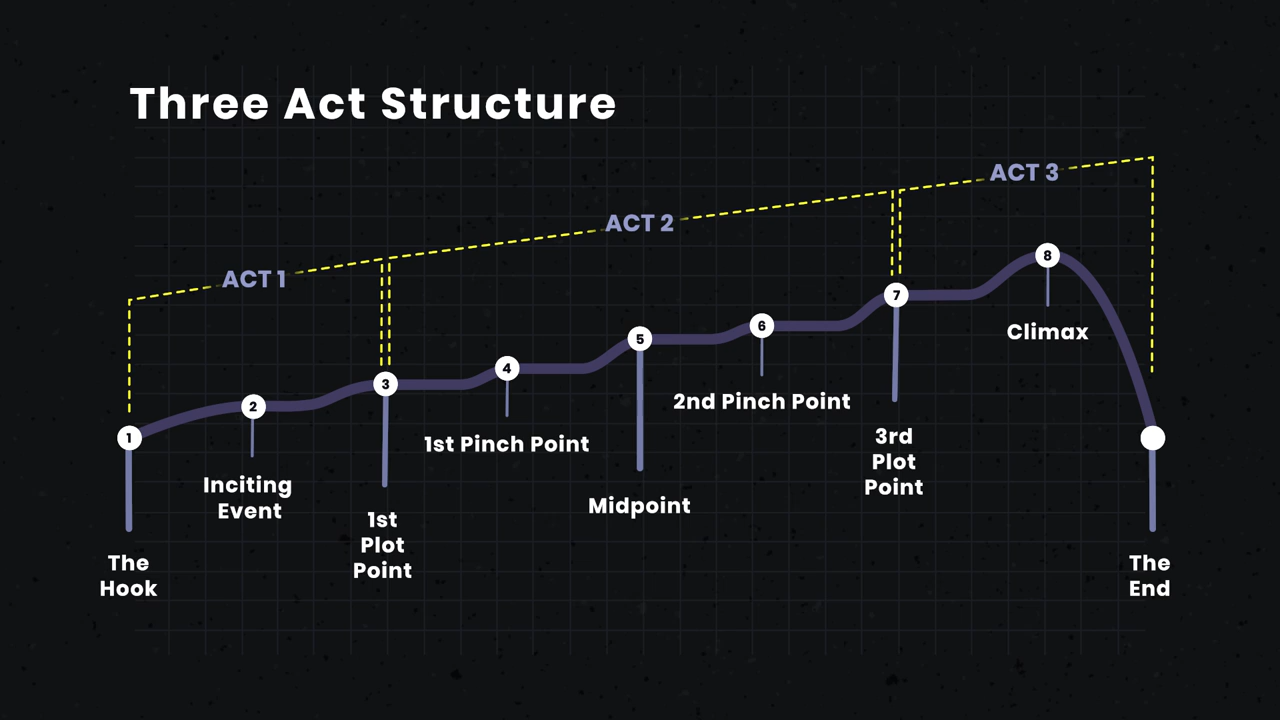 Three Act Structure
ACT 1
ACT 2
ACT 3
1
The
Hook
2
Inciting
Event
3
1st
Plot
Point
4
1st Pinch Point
5
Midpoint
6
2nd Pinch Point
7
3rd
Plot
Point
8
Climax
The
End